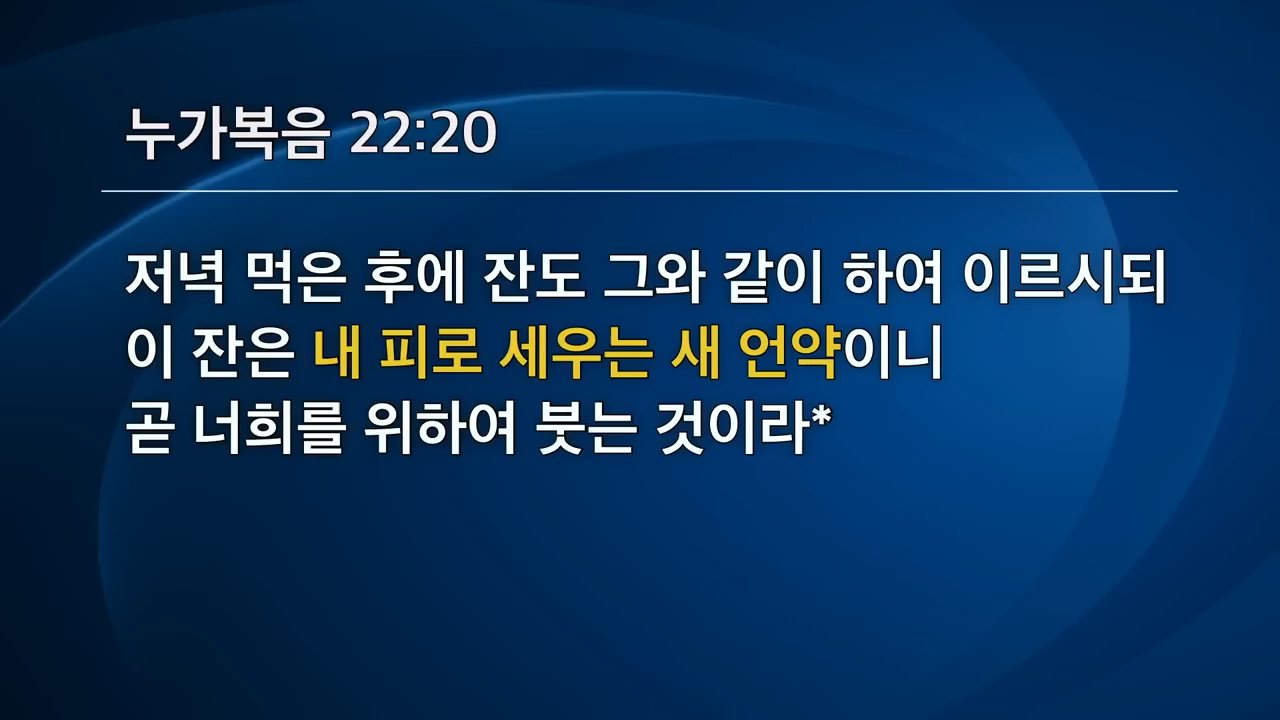 누가복음 22:20
저녁 먹은 후에 잔도 그와 같이 하여 이르시되
이 잔은 내 피로 세우는 새 언약이니
곧 너희를 위하여 붓는 것이라*